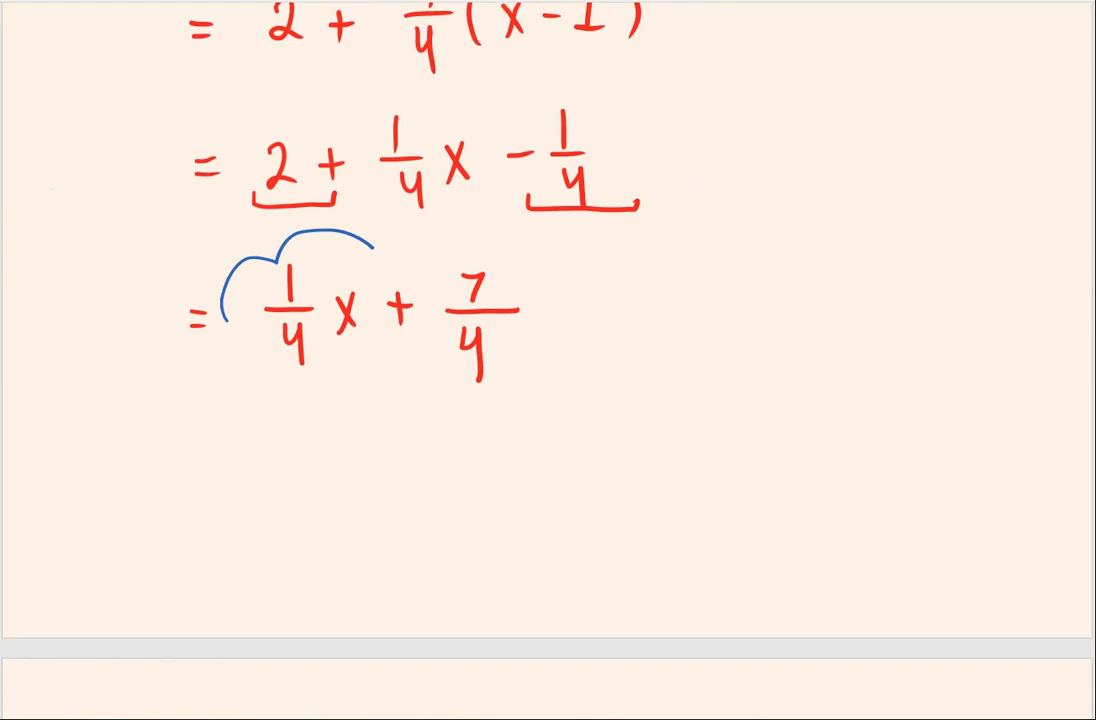 = 2 + 1/4 (x - 1)
= 2 + 1/4 x - 1/4
= 1/4 x + 7/4